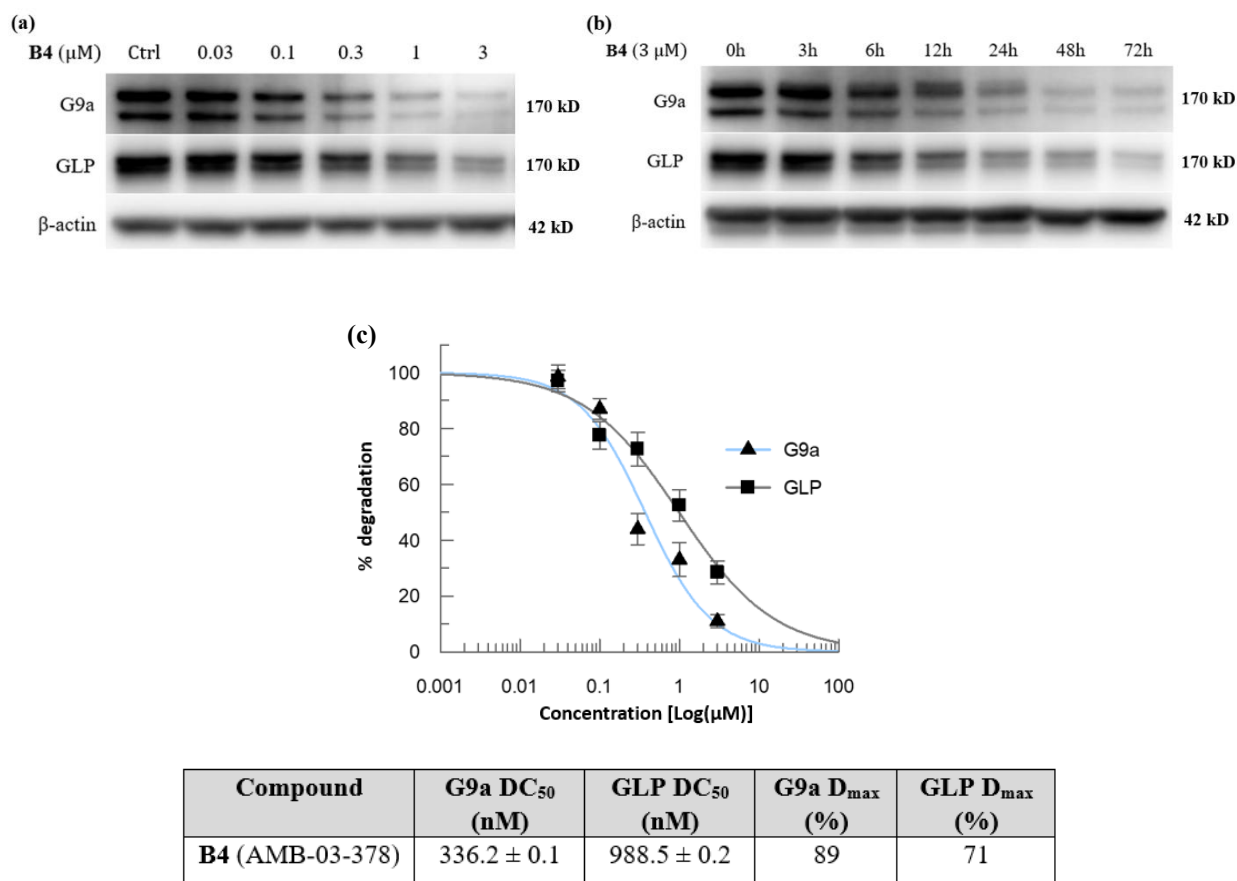 (a)
B4 (μM) Ctrl 0.03 0.1 0.3 1 3
G9a 170 kD
GLP 170 kD
β-actin 42 kD
(b)
B4 (3 μM) 0h 3h 6h 12h 24h 48h 72h
G9a 170 kD
GLP 170 kD
β-actin 42 kD
(c)
% degradation
100
80
60
40
20
0
G9a
GLP
0.001 0.01 0.1 1 10 100
Concentration [Log(μM)]
Compound G9a DC50 (nM) GLP DC50 (nM) G9a Dmax (%) GLP Dmax (%)
B4 (AMB-03-378) 336.2 ± 0.1 988.5 ± 0.2 89 71